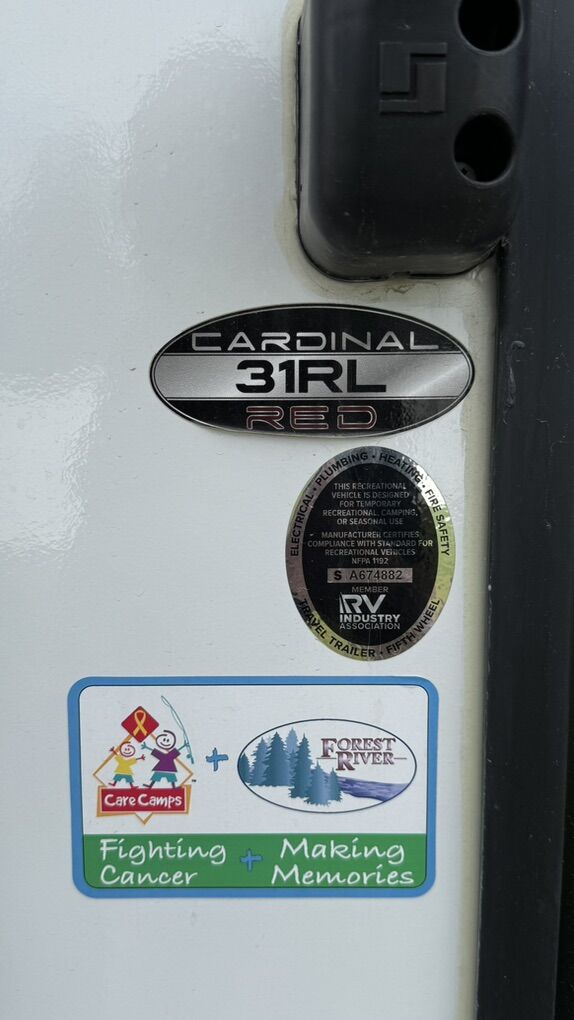 CARDINAL
31RL
RED
ELECTRICAL • PLUMBING • HEATING • FIRE SAFETY
THIS RECREATIONAL
VEHICLE IS DESIGNED
FOR TEMPORARY
RECREATIONAL, CAMPING,
OR SEASONAL USE
MANUFACTURER CERTIFIES
COMPLIANCE WITH STANDARD FOR
RECREATIONAL VEHICLES
NFPA 1192
S A674882
MEMBER
RV
INDUSTRY
ASSOCIATION
TRAVEL TRAILER • FIFTH WHEEL
Care Camps
TM
+
FOREST
RIVER
Fighting + Making
Cancer Memories